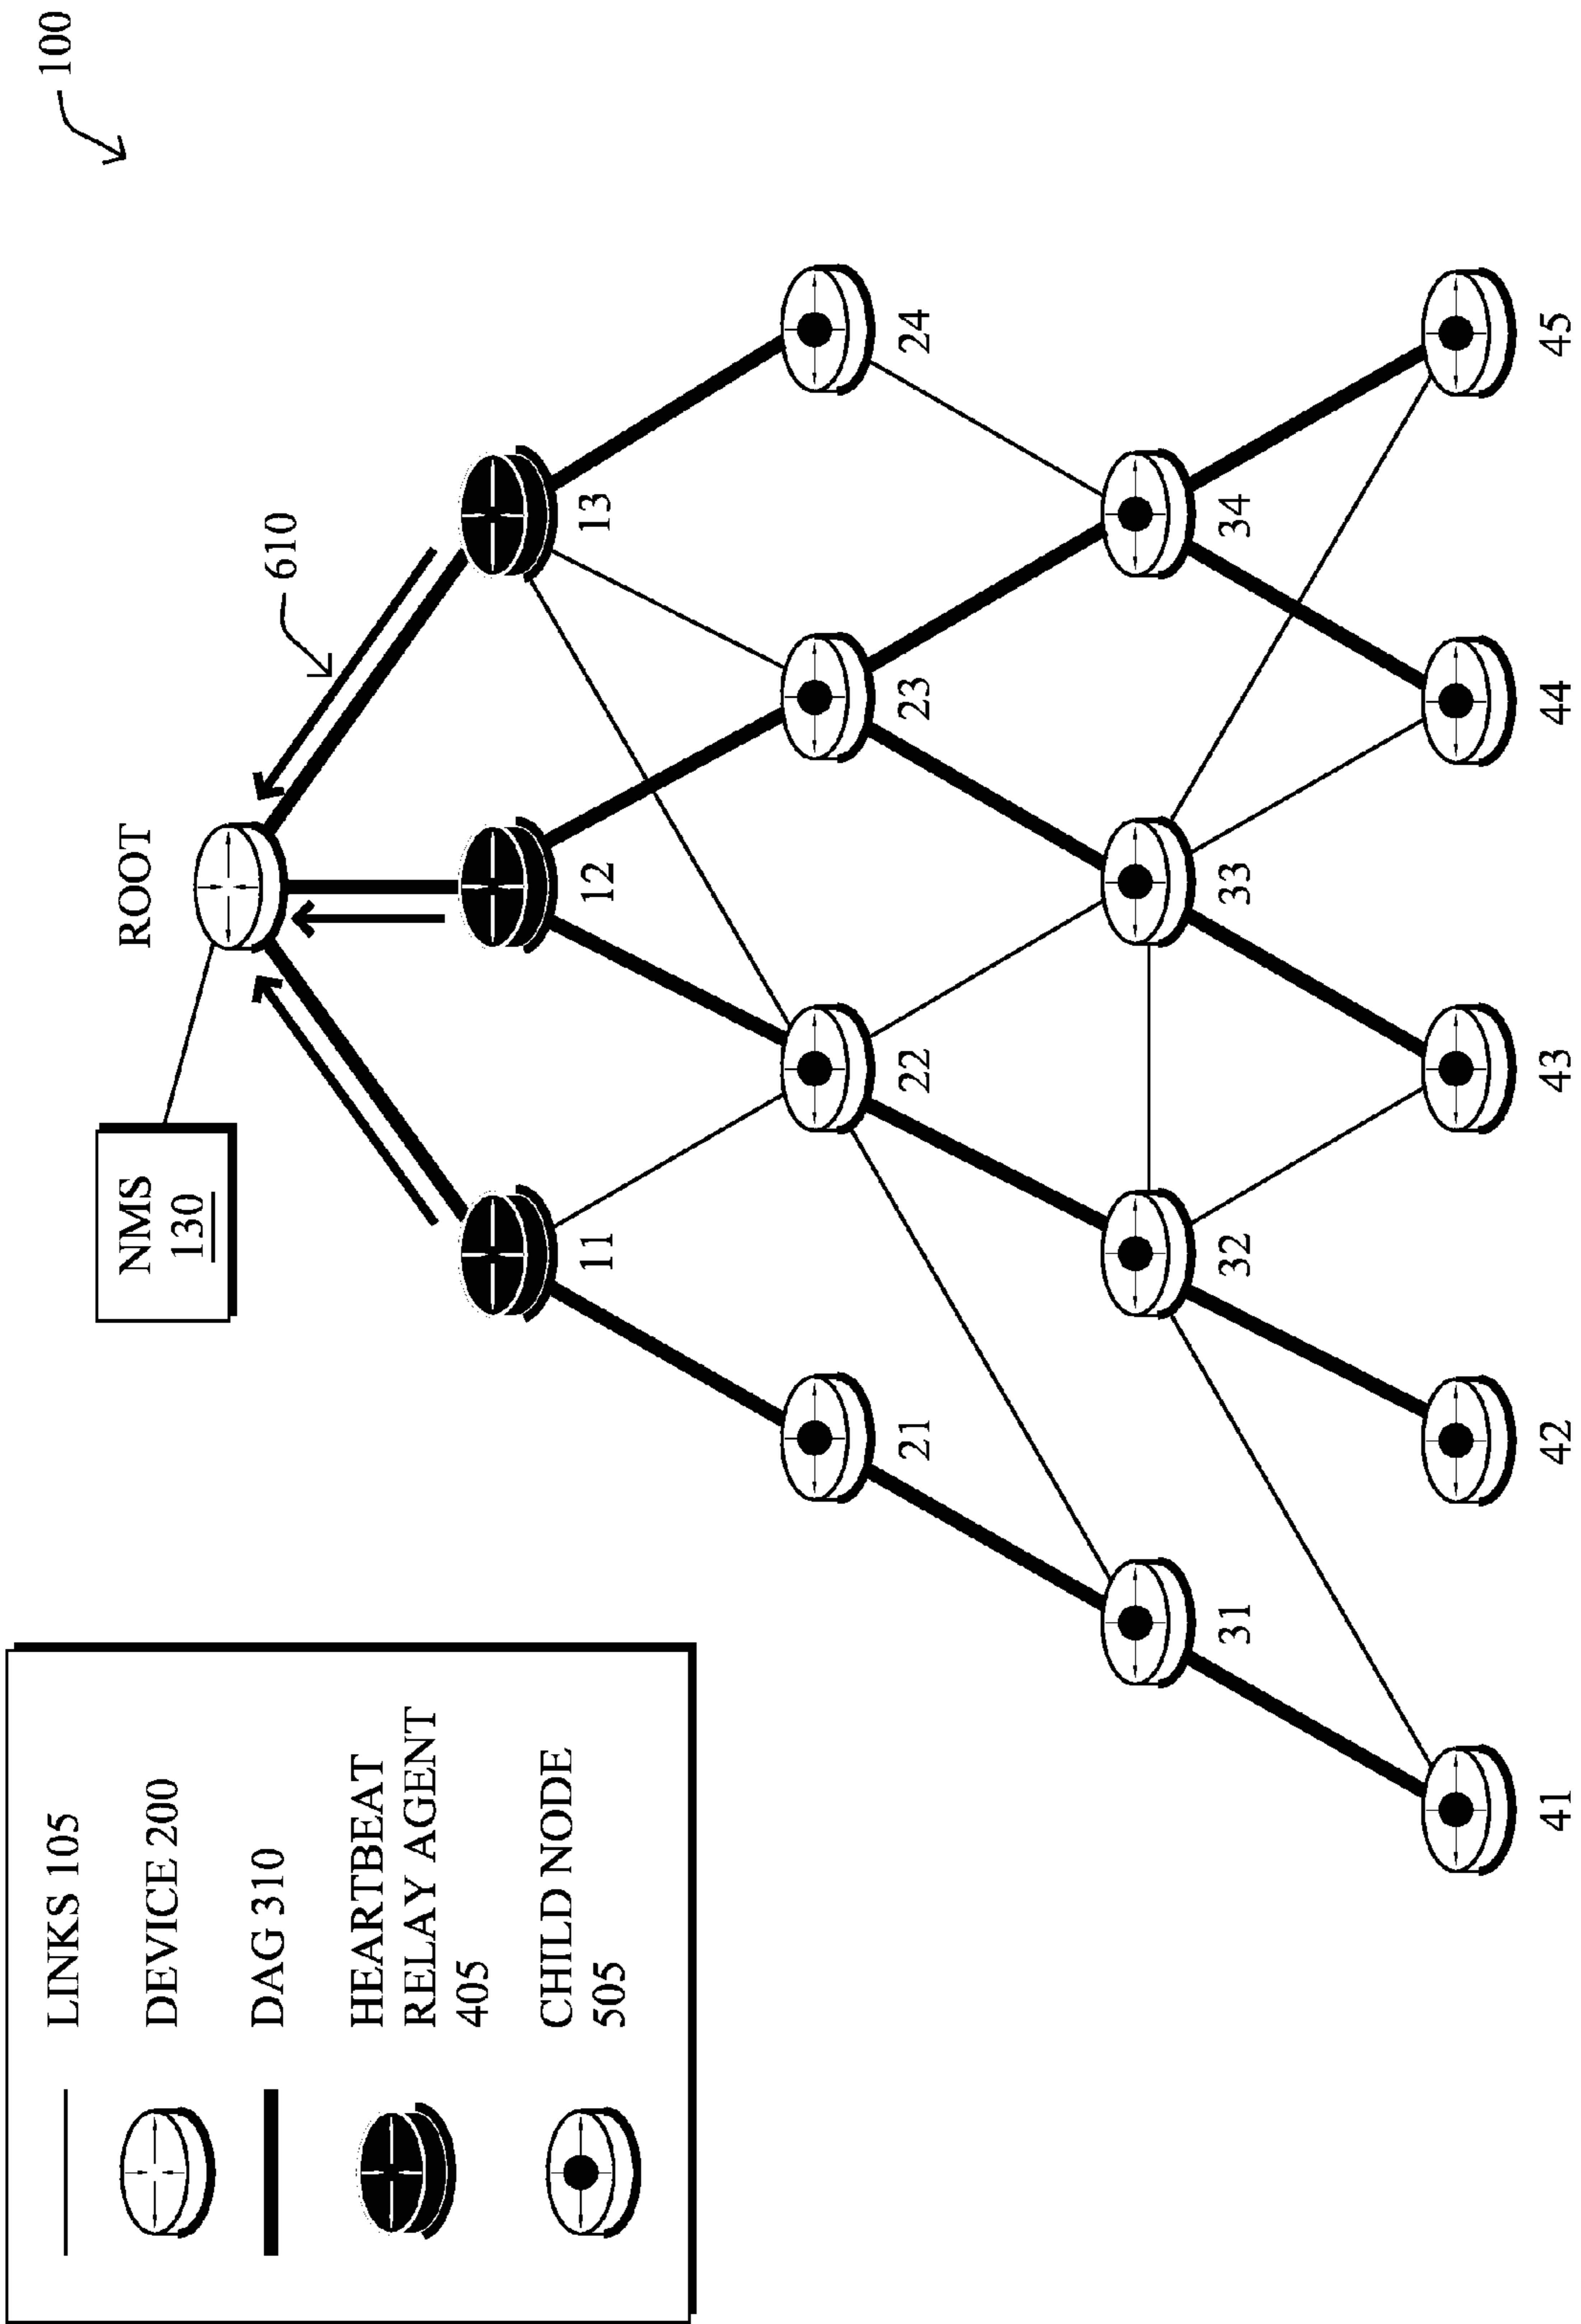 100
LINKS 105
DEVICE 200
DAG 310
HEARTBEAT
RELAY AGENT
405
CHILD NODE
505
NMS
130
ROOT
610
11
12
13
21
22
23
24
31
32
33
34
41
42
43
44
45